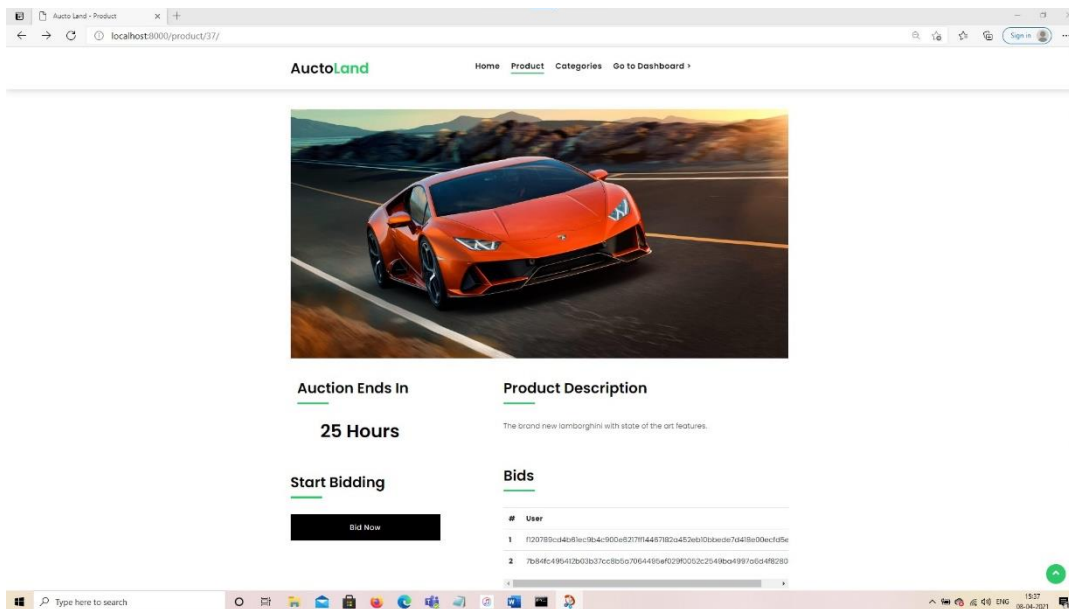 Aucto Land - Product
localhost:8000/product/37/
Sign in
AuctoLand
Home Product Categories Go to Dashboard >
Auction Ends In
25 Hours
Start Bidding
Bid Now
Product Description
The brand new lamborghini with state of the art features.
Bids
# User
1
2
Type here to search
ENG
15:37
08-04-2021